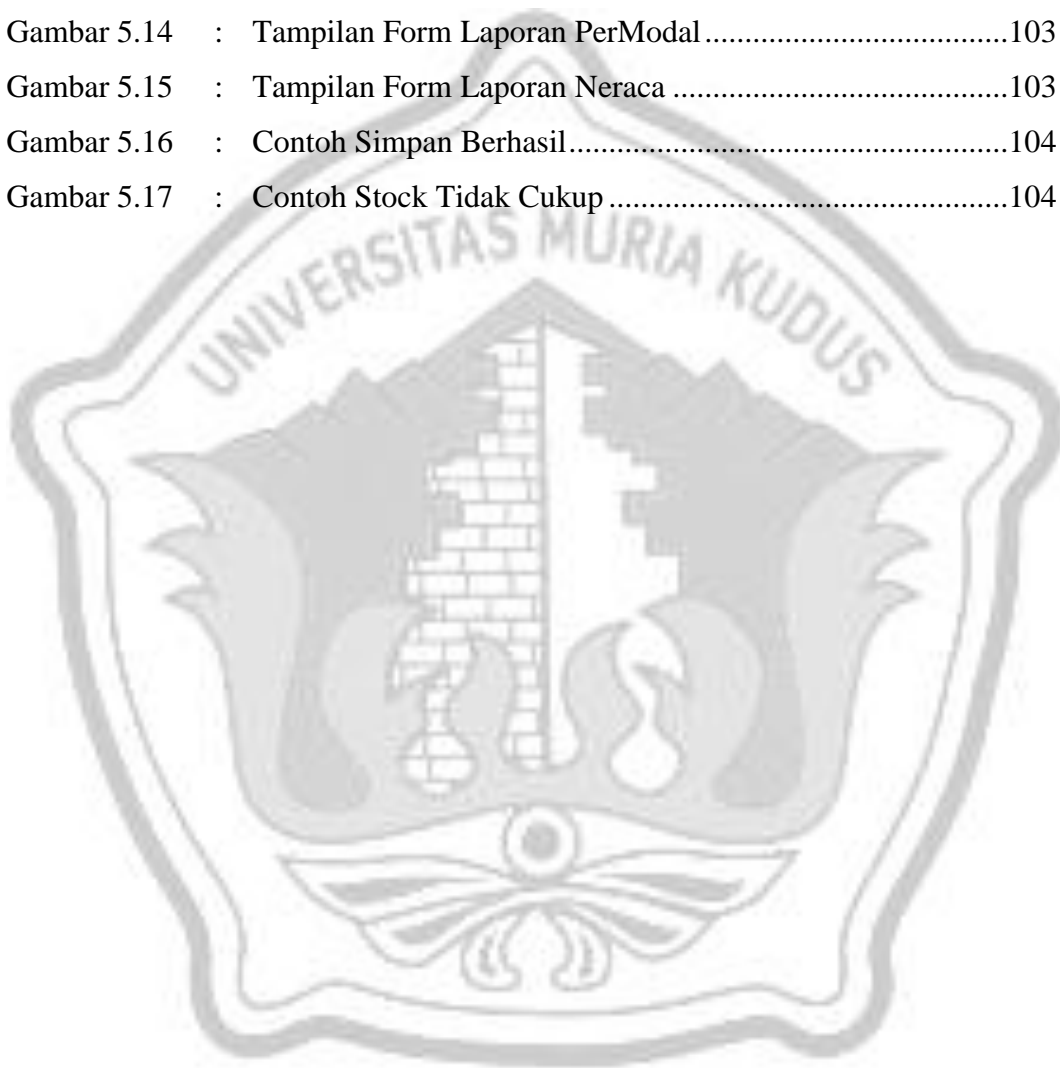 Gambar 5.14 : Tampilan Form Laporan PerModal......................................103
Gambar 5.15 : Tampilan Form Laporan Neraca ..........................................103
Gambar 5.16 : Contoh Simpan Berhasil.......................................................104
Gambar 5.17 : Contoh Stock Tidak Cukup ..................................................104
UNIVERSITAS MURIA KUDUS